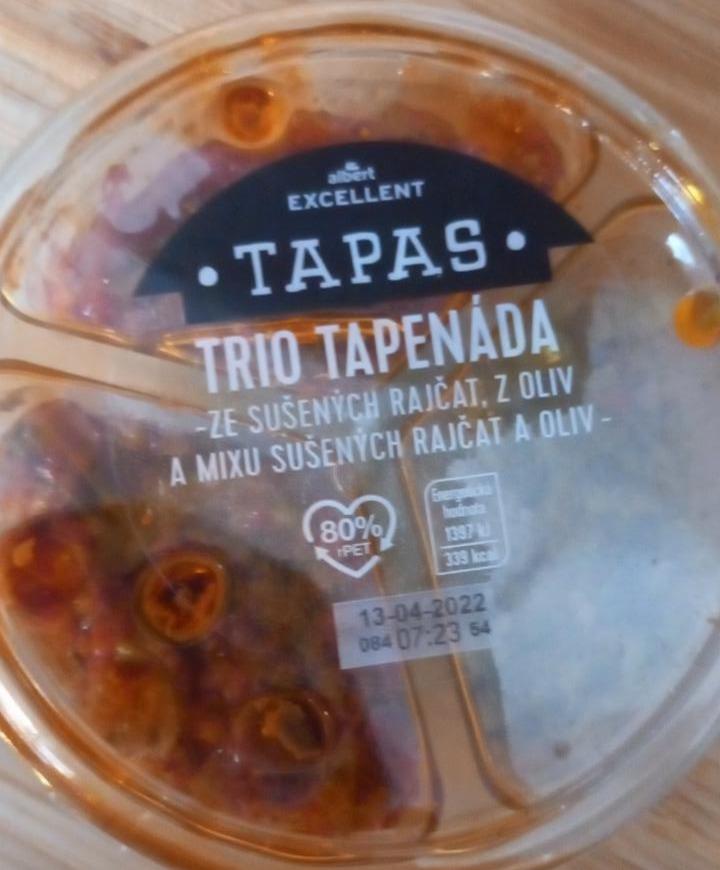 albert
EXCELLENT
• TAPAS •
TRIO TAPENÁDA
-ZE SUŠENÝCH RAJČAT, Z OLIV
A MIXU SUŠENÝCH RAJČAT A OLIV-
80%
rPET
Energetická
hodnota
1397 kJ
339 kcal
13-04-2022
084 07:23 54